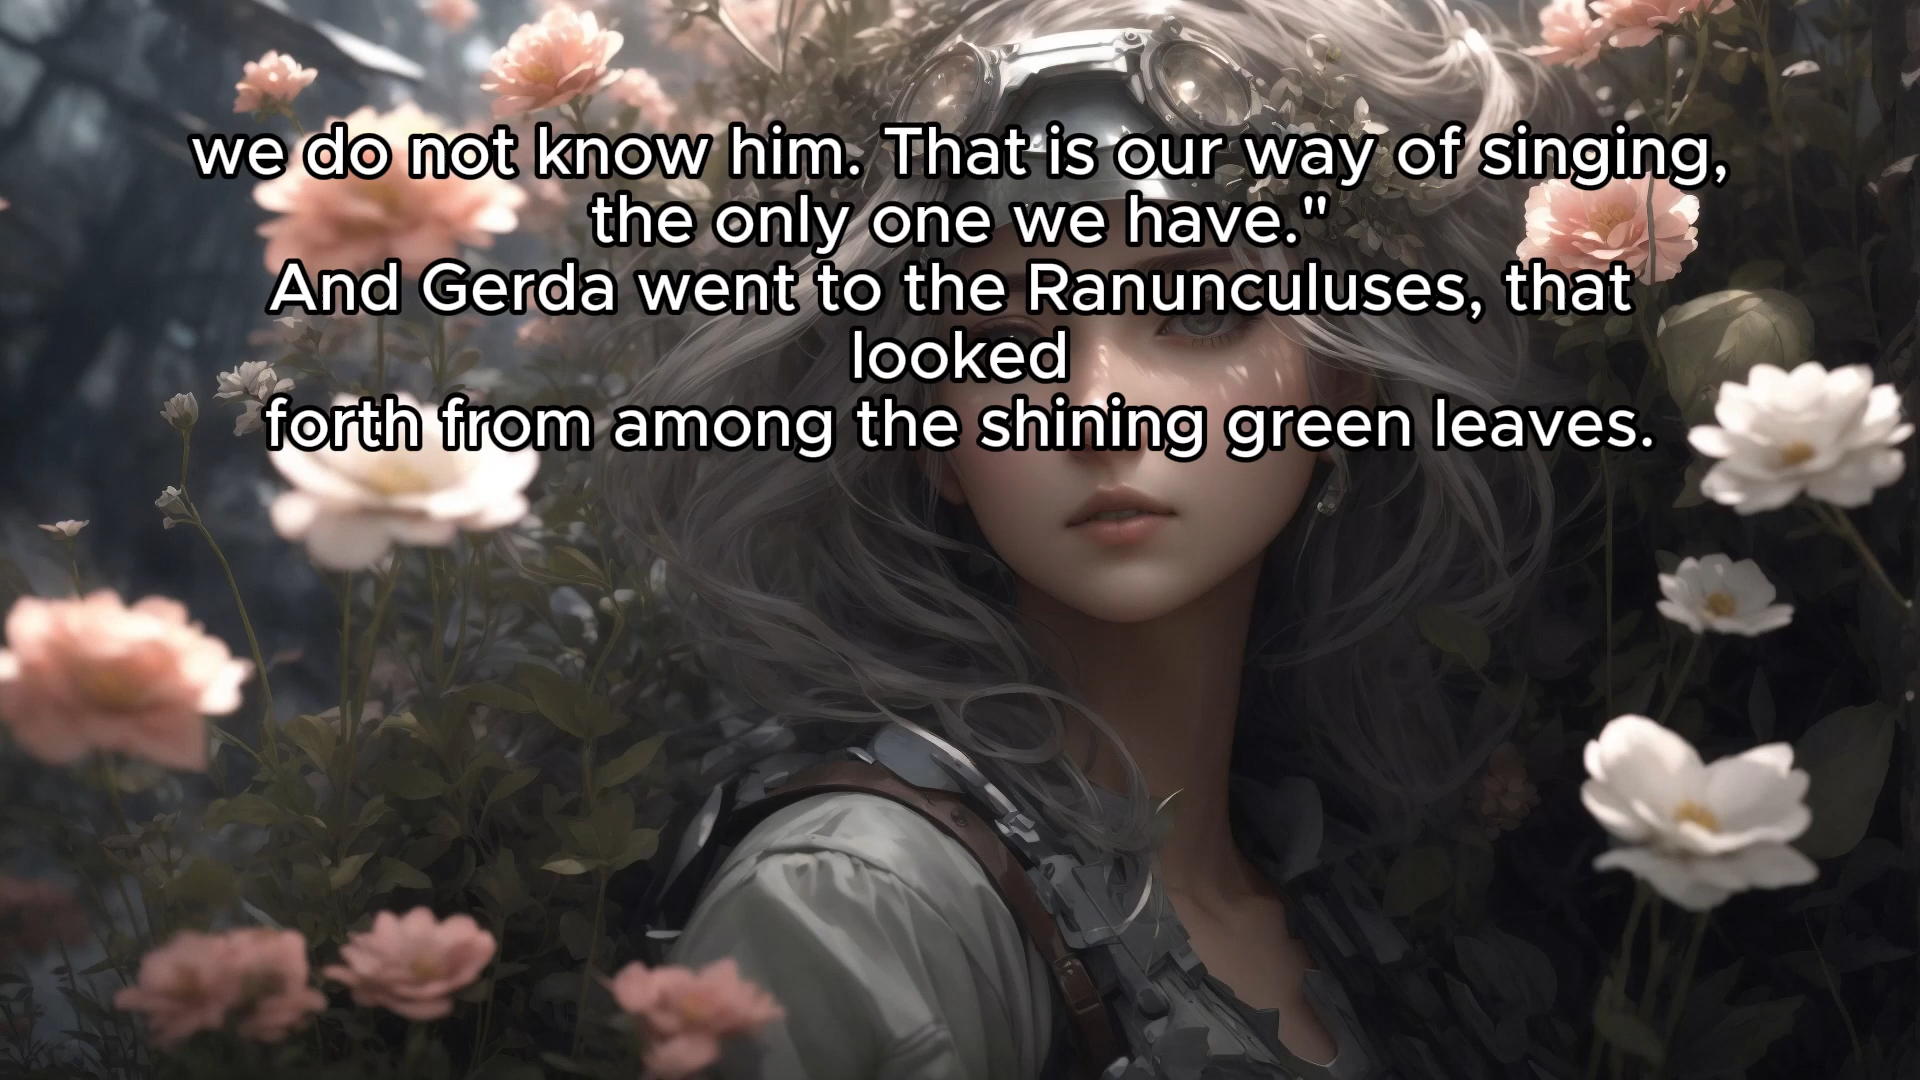 we do not know him. That is our way of singing,
the only one we have."
And Gerda went to the Ranunculuses, that
looked
forth from among the shining green leaves.